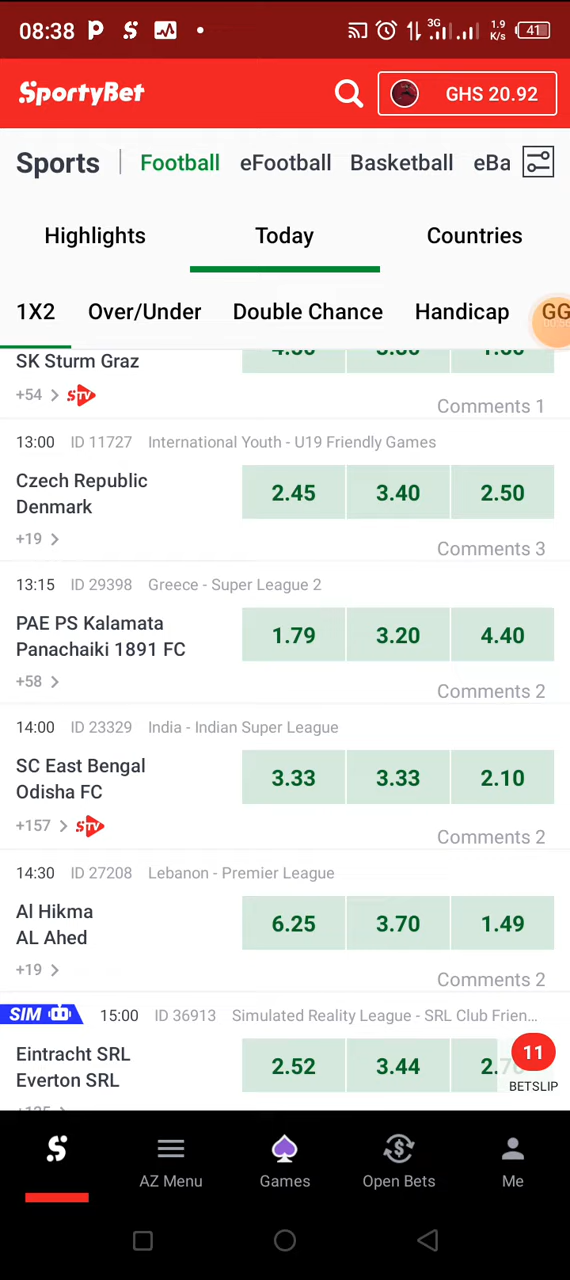 08:38
3G
1.9
K/s
41
SportyBet
GHS 20.92
Sports
Football
eFootball
Basketball
eBa
Highlights
Today
Countries
1X2
Over/Under
Double Chance
Handicap
GG
SK Sturm Graz
+54
STV
Comments 1
13:00 ID 11727 International Youth - U19 Friendly Games
Czech Republic
Denmark
2.45 3.40 2.50
+19
Comments 3
13:15 ID 29398 Greece - Super League 2
PAE PS Kalamata
Panachaiki 1891 FC
1.79 3.20 4.40
+58
Comments 2
14:00 ID 23329 India - Indian Super League
SC East Bengal
Odisha FC
3.33 3.33 2.10
+157
STV
Comments 2
14:30 ID 27208 Lebanon - Premier League
Al Hikma
AL Ahed
6.25 3.70 1.49
+19
Comments 2
SIM 15:00 ID 36913 Simulated Reality League - SRL Club Frien...
Eintracht SRL
Everton SRL
2.52 3.44
11
BETSLIP
AZ Menu
Games
Open Bets
Me